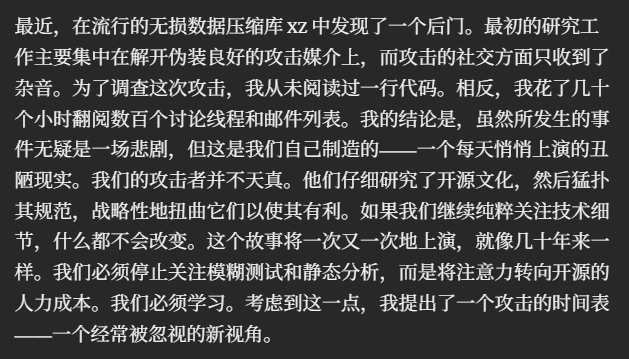 最近，在流行的无损数据压缩库 xz 中发现了一个后门。最初的研究工
作主要集中在解开伪装良好的攻击媒介上，而攻击的社交方面只收到了
杂音。为了调查这次攻击，我从未阅读过一行代码。相反，我花了几十
个小时翻阅数百个讨论线程和邮件列表。我的结论是，虽然所发生的事
件无疑是一场悲剧，但这是我们自己制造的——一个每天悄悄上演的丑
陋现实。我们的攻击者并不天真。他们仔细研究了开源文化，然后猛扑
其规范，战略性地扭曲它们以使其有利。如果我们继续纯粹关注技术细
节，什么都不会改变。这个故事将一次又一次地上演，就像几十年来一
样。我们必须停止关注模糊测试和静态分析，而是将注意力转向开源的
人力成本。我们必须学习。考虑到这一点，我提出了一个攻击的时间表
——一个经常被忽视的新视角。